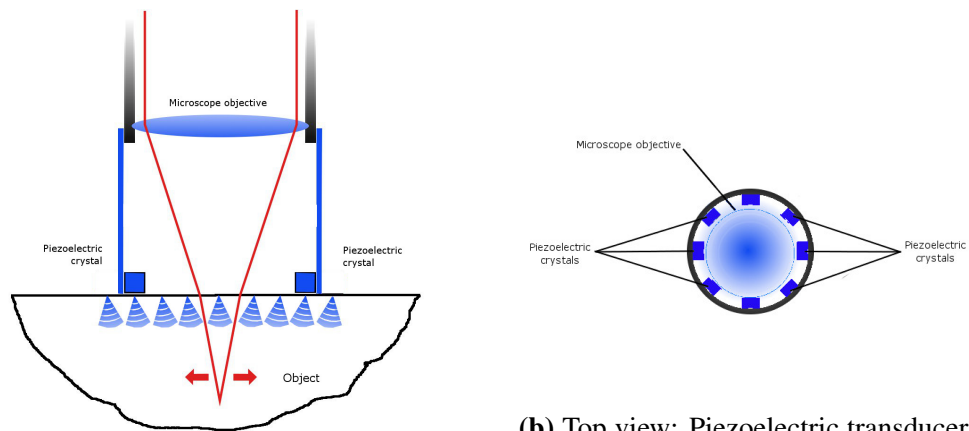 Microscope objective
Piezoelectric
crystal
Piezoelectric
crystal
Object
Microscope objective
Piezoelectric
crystals
Piezoelectric
crystals
(b) Top view: Piezoelectric transducer